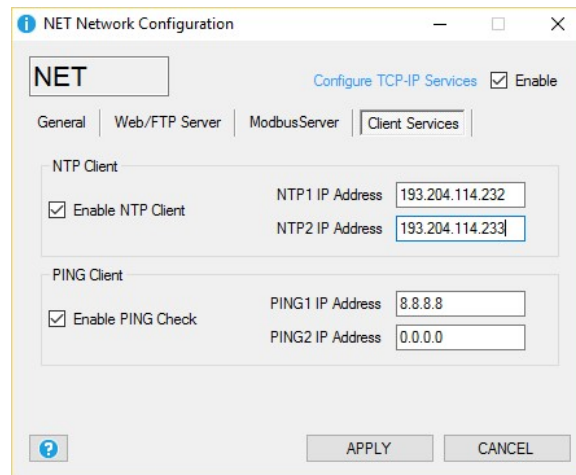 NET Network Configuration
NET
Configure TCP-IP Services Enable
General Web/FTP Server ModbusServer Client Services
NTP Client
Enable NTP Client
NTP1 IP Address 193.204.114.232
NTP2 IP Address 193.204.114.233
PING Client
Enable PING Check
PING1 IP Address 8.8.8.8
PING2 IP Address 0.0.0.0
? APPLY CANCEL